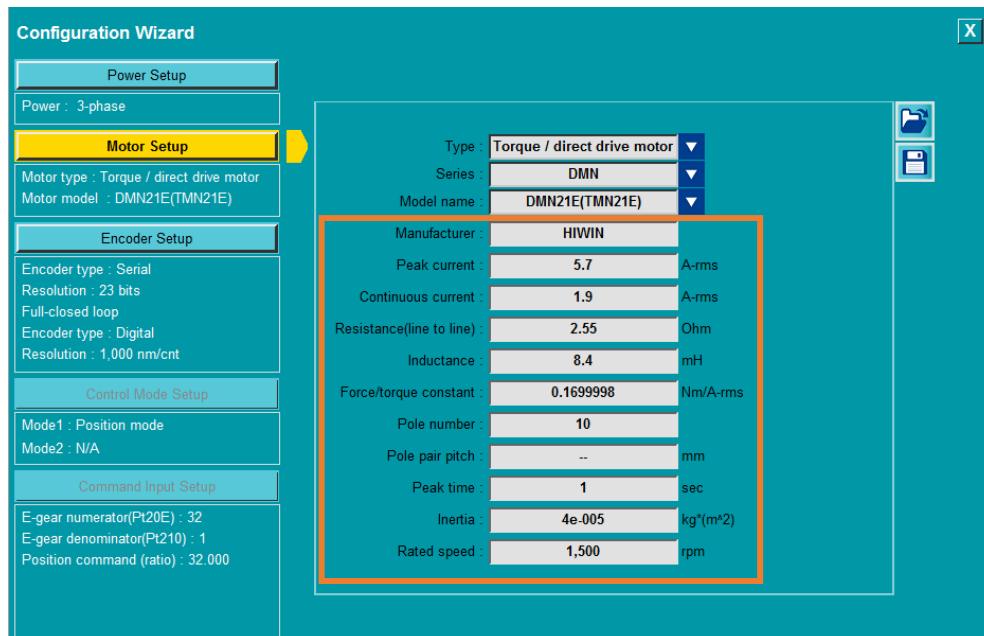 Configuration Wizard
X
Power Setup
Power : 3-phase
Motor Setup
Motor type : Torque / direct drive motor
Motor model : DMN21E(TMN21E)
Encoder Setup
Encoder type : Serial
Resolution : 23 bits
Full-closed loop
Encoder type : Digital
Resolution : 1,000 nm/cnt
Control Mode Setup
Mode1 : Position mode
Mode2 : N/A
Command Input Setup
E-gear numerator(Pt20E) : 32
E-gear denominator(Pt210) : 1
Position command (ratio) : 32.000
Type : Torque / direct drive motor
Series : DMN
Model name : DMN21E(TMN21E)
Manufacturer : HIWIN
Peak current : 5.7 A-rms
Continuous current : 1.9 A-rms
Resistance(line to line) : 2.55 Ohm
Inductance : 8.4 mH
Force/torque constant : 0.1699998 Nm/A-rms
Pole number : 10
Pole pair pitch : -- mm
Peak time : 1 sec
Inertia : 4e-005 kg*(m^2)
Rated speed : 1,500 rpm